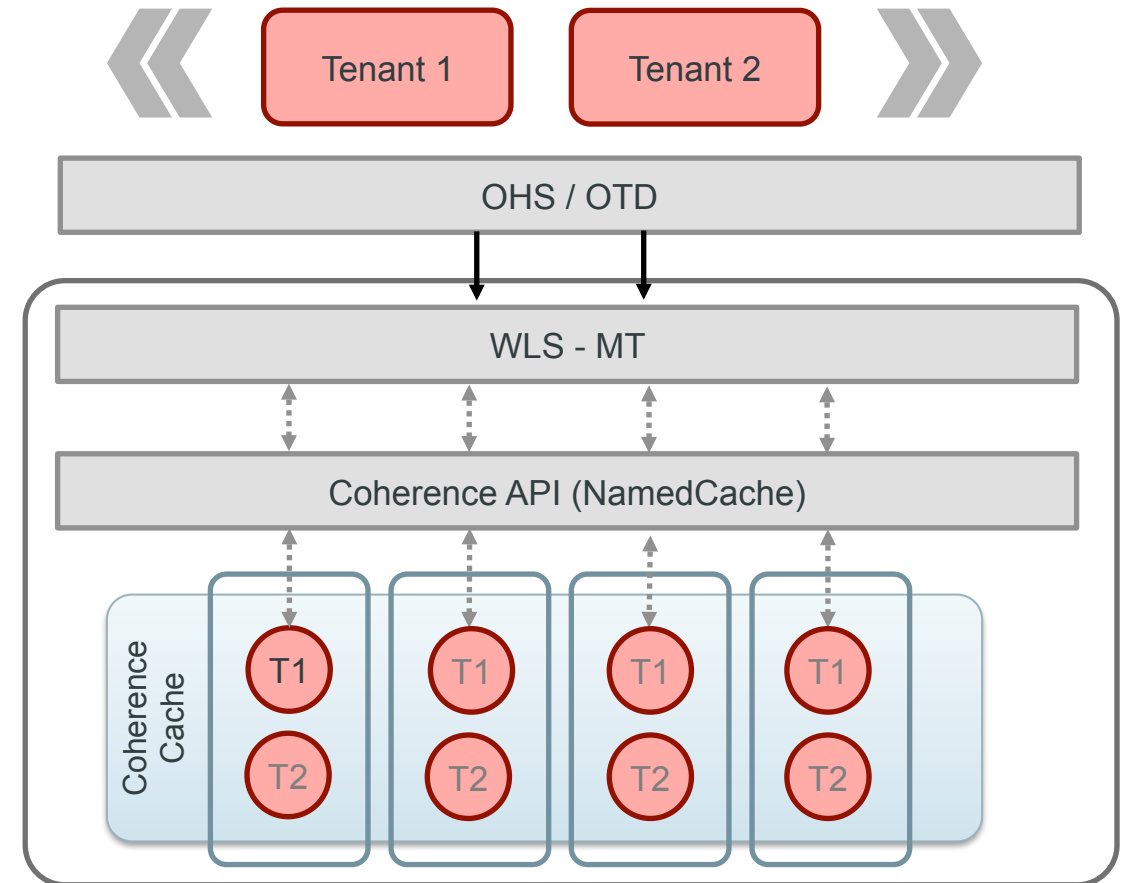 Tenant 1
Tenant 2
OHS / OTD
WLS - MT
Coherence API (NamedCache)
Coherence
Cache
T1
T1
T1
T1
T2
T2
T2
T2